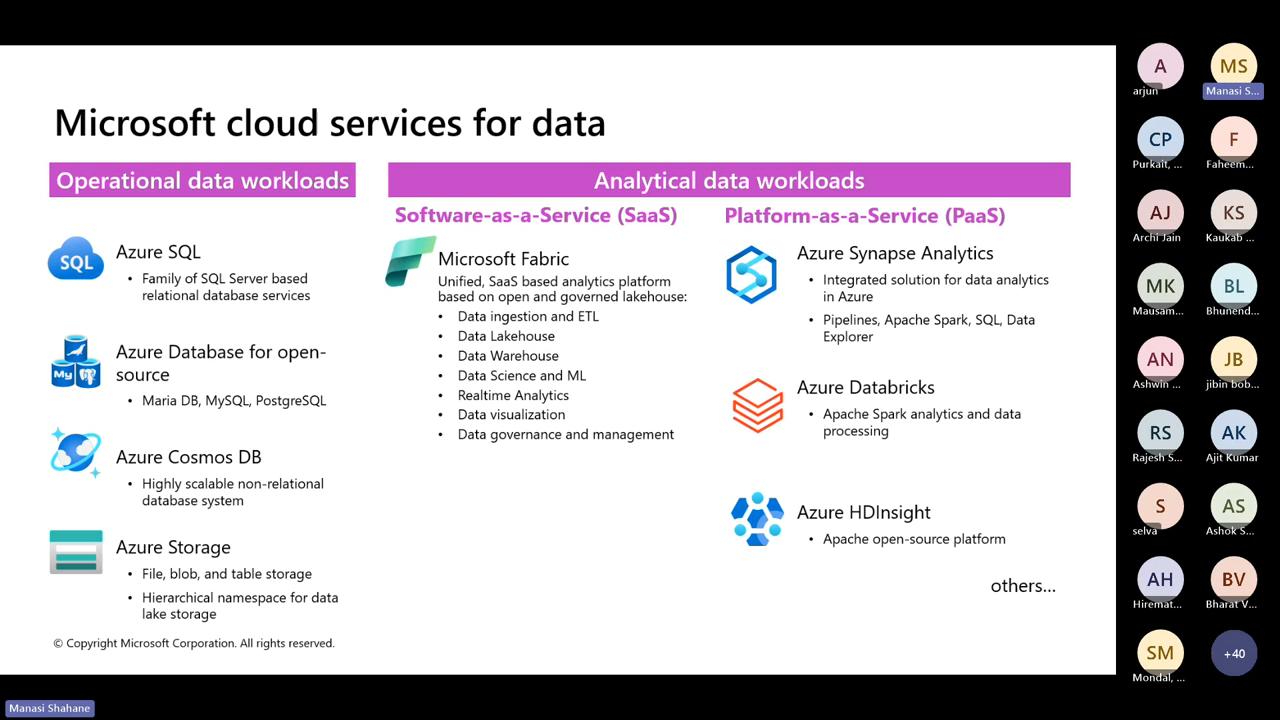 Microsoft cloud services for data
Operational data workloads
SQL
Azure SQL
• Family of SQL Server based
relational database services
My
Azure Database for open-
source
• Maria DB, MySQL, PostgreSQL
Azure Cosmos DB
• Highly scalable non-relational
database system
Azure Storage
• File, blob, and table storage
• Hierarchical namespace for data
lake storage
Analytical data workloads
Software-as-a-Service (SaaS)
Microsoft Fabric
Unified, SaaS based analytics platform
based on open and governed lakehouse:
• Data ingestion and ETL
• Data Lakehouse
• Data Warehouse
• Data Science and ML
• Realtime Analytics
• Data visualization
• Data governance and management
Platform-as-a-Service (PaaS)
Azure Synapse Analytics
• Integrated solution for data analytics
in Azure
• Pipelines, Apache Spark, SQL, Data
Explorer
Azure Databricks
• Apache Spark analytics and data
processing
Azure HDInsight
• Apache open-source platform
others...
© Copyright Microsoft Corporation. All rights reserved.
Manasi Shahane
A
arjun
MS
Manasi S...
CP
Purkait, ...
F
Faheem...
AJ
Archi Jain
KS
Kaukab ...
MK
Mausam...
BL
Bhunend...
AN
Ashwin ...
JB
jibin bob...
RS
Rajesh S...
AK
Ajit Kumar
S
selva
AS
Ashok S...
AH
Hiremat...
BV
Bharat V...
SM
Mondal, ...
+40